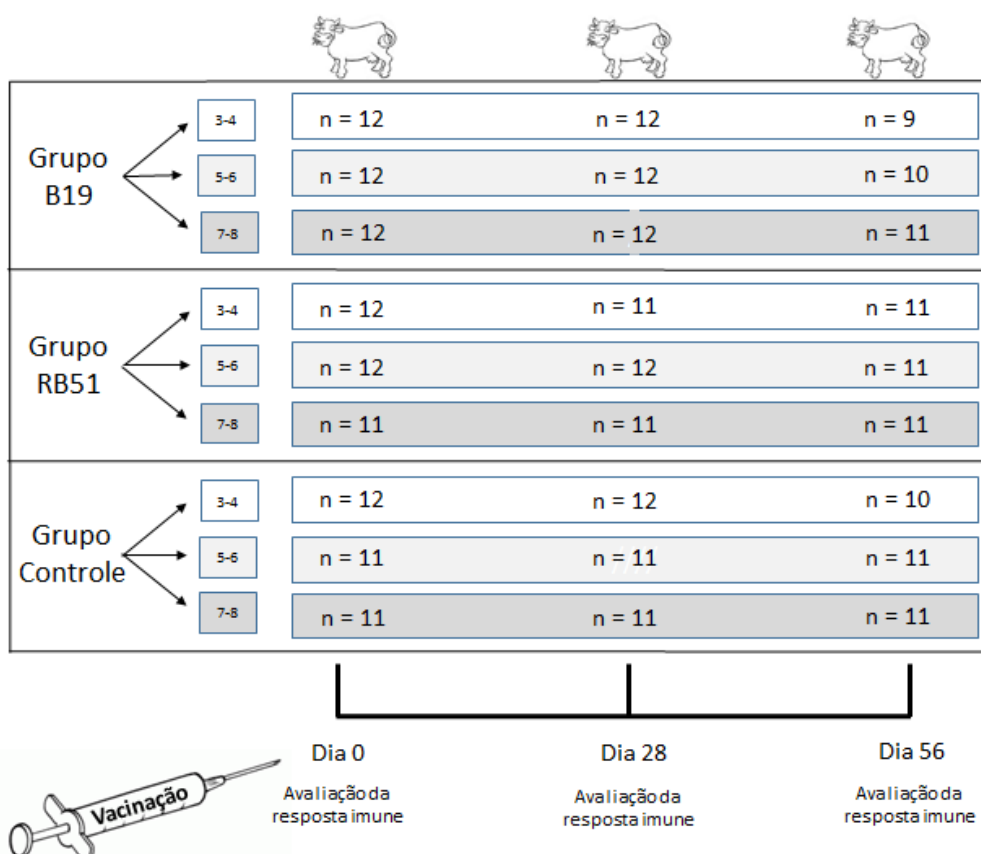 Grupo
B19
3-4
n = 12
n = 12
n = 9
5-6
n = 12
n = 12
n = 10
7-8
n = 12
n = 12
n = 11
Grupo
RB51
3-4
n = 12
n = 11
n = 11
5-6
n = 12
n = 12
n = 11
7-8
n = 11
n = 11
n = 11
Grupo
Controle
3-4
n = 12
n = 12
n = 10
5-6
n = 11
n = 11
n = 11
7-8
n = 11
n = 11
n = 11
Vacinação
Dia 0
Avaliação da
resposta imune
Dia 28
Avaliação da
resposta imune
Dia 56
Avaliação da
resposta imune